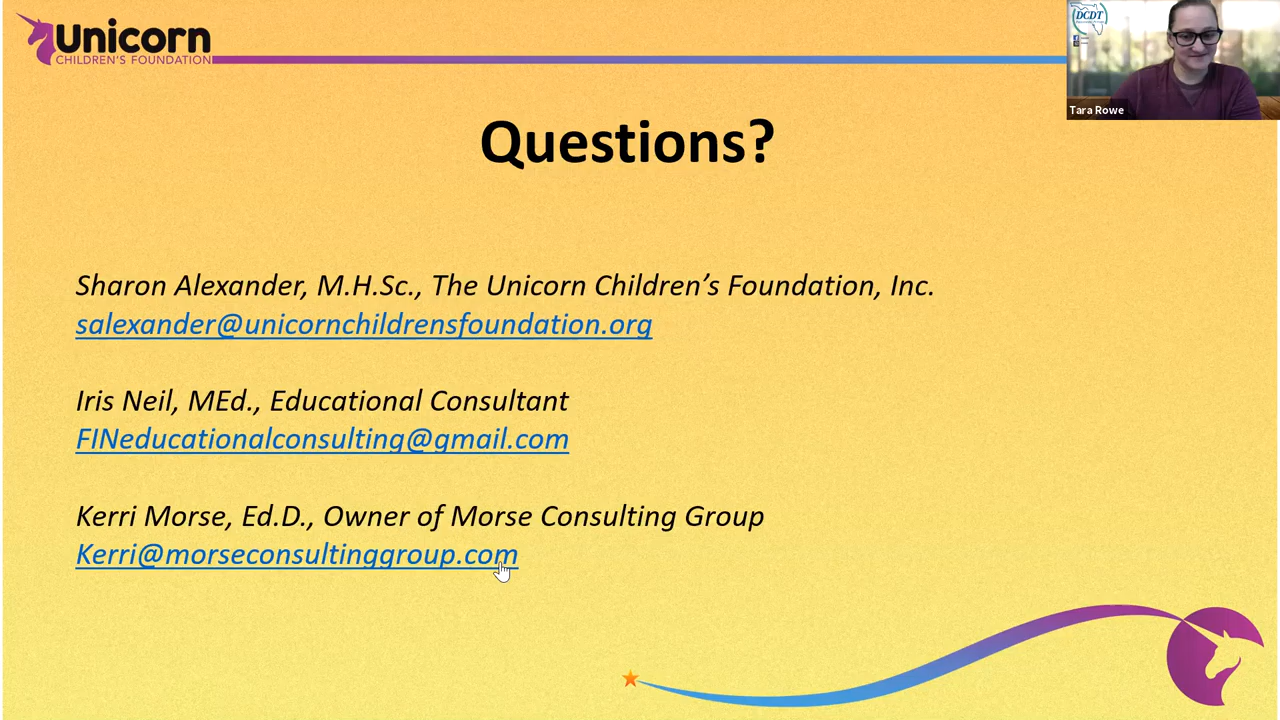 Unicorn
CHILDREN'S FOUNDATION
DCDT
Tara Rowe
Questions?
Sharon Alexander, M.H.Sc., The Unicorn Children’s Foundation, Inc.
salexander@unicornchildrensfoundation.org
Iris Neil, MEd., Educational Consultant
FINeducationalconsulting@gmail.com
Kerri Morse, Ed.D., Owner of Morse Consulting Group
Kerri@morseconsultinggroup.com